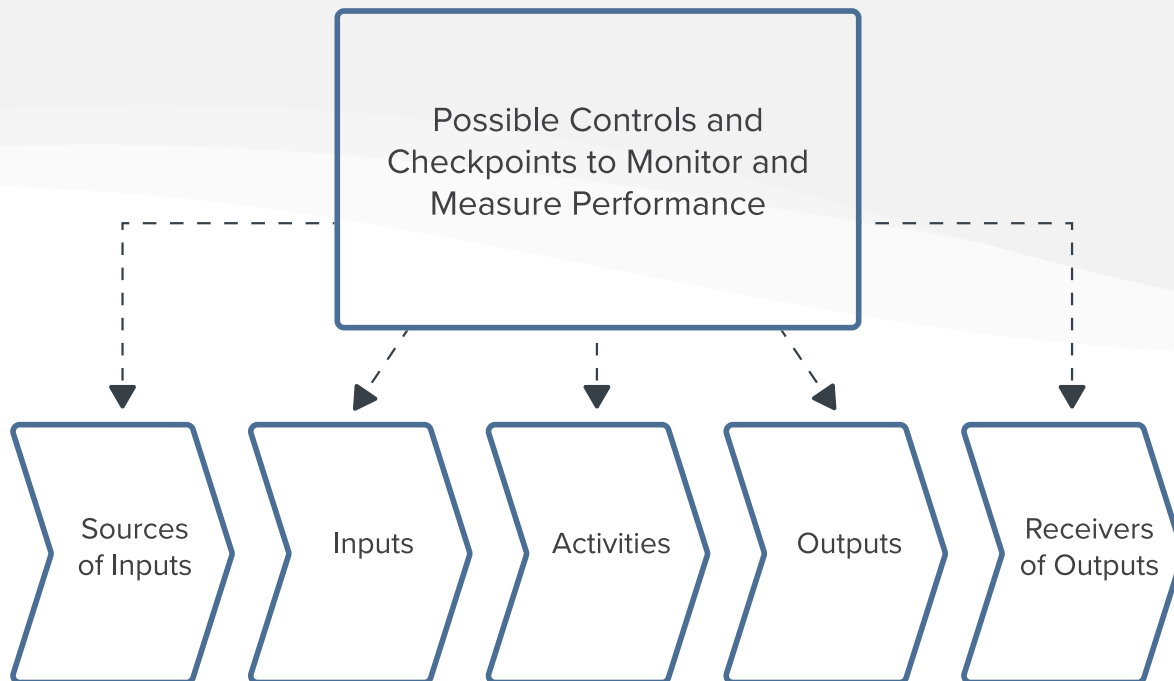 Possible Controls and
Checkpoints to Monitor and
Measure Performance
Sources
of Inputs
Inputs
Activities
Outputs
Receivers
of Outputs